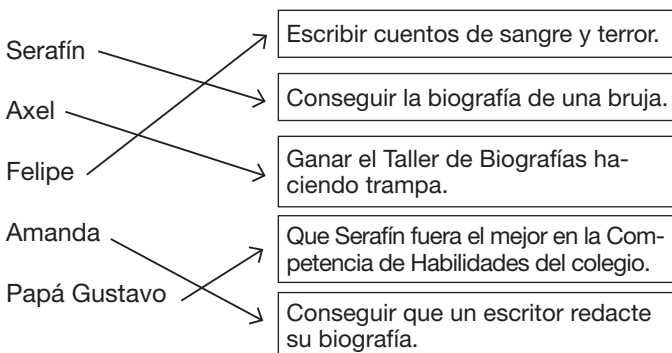 Serafín
Axel
Felipe
Amanda
Papá Gustavo
Escribir cuentos de sangre y terror.
Conseguir la biografía de una bruja.
Ganar el Taller de Biografías ha-
ciendo trampa.
Que Serafín fuera el mejor en la Com-
petencia de Habilidades del colegio.
Conseguir que un escritor redacte
su biografía.